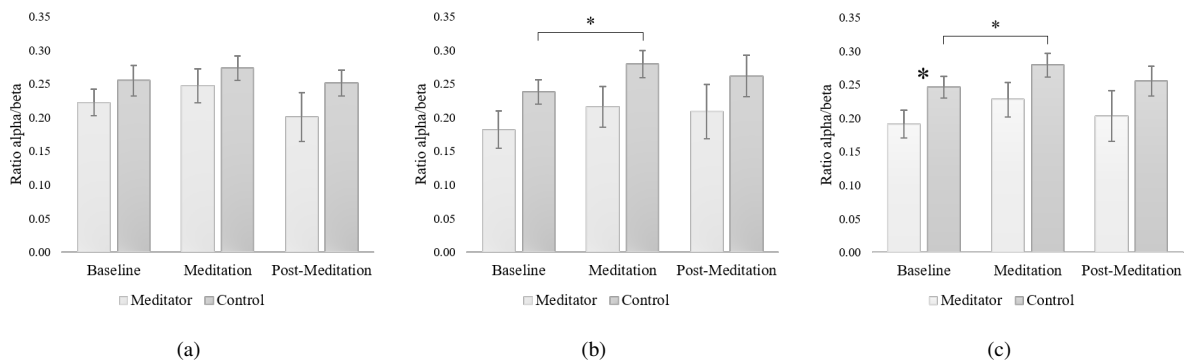 0.35
0.30
0.25
0.20
0.15
0.10
0.05
0.00
Ratio alpha/beta
Baseline Meditation Post-Meditation
Meditator Control
(a)
0.35
0.30
0.25
0.20
0.15
0.10
0.05
0.00
Ratio alpha/beta
*
Baseline Meditation Post-Meditation
Meditator Control
(b)
0.35
0.30
0.25
0.20
0.15
0.10
0.05
0.00
Ratio alpha/beta
*
*
Baseline Meditation Post-Meditation
Meditator Control
(c)